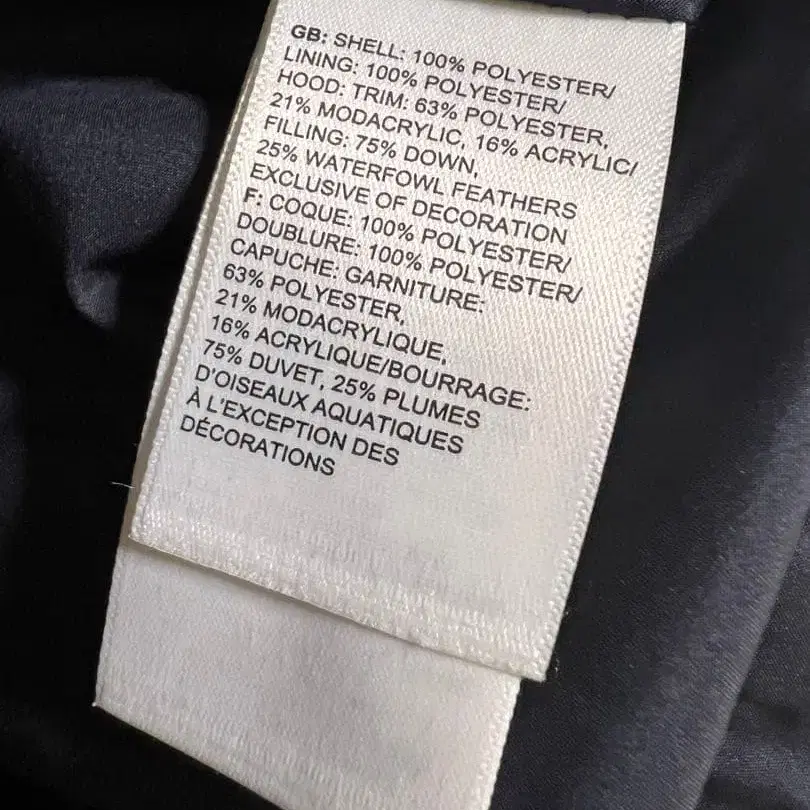 GB: SHELL: 100% POLYESTER/
LINING: 100% POLYESTER/
HOOD: TRIM: 63% POLYESTER,
21% MODACRYLIC, 16% ACRYLIC/
FILLING: 75% DOWN,
25% WATERFOWL FEATHERS
EXCLUSIVE OF DECORATION
F: COQUE: 100% POLYESTER/
DOUBLURE: 100% POLYESTER/
CAPUCHE: GARNITURE:
63% POLYESTER,
21% MODACRYLIQUE,
16% ACRYLIQUE/BOURRAGE:
75% DUVET, 25% PLUMES
D'OISEAUX AQUATIQUES
À L'EXCEPTION DES
DÉCORATIONS